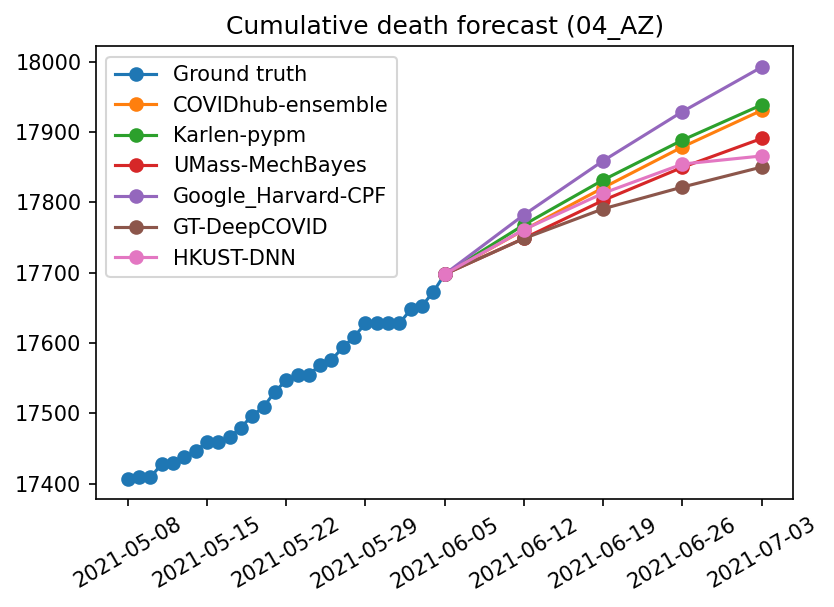 Cumulative death forecast (04_AZ)
18000
17900
17800
17700
17600
17500
17400
Ground truth
COVIDhub-ensemble
Karlen-pypm
UMass-MechBayes
Google_Harvard-CPF
GT-DeepCOVID
HKUST-DNN
2021-05-08
2021-05-15
2021-05-22
2021-05-29
2021-06-05
2021-06-12
2021-06-19
2021-06-26
2021-07-03